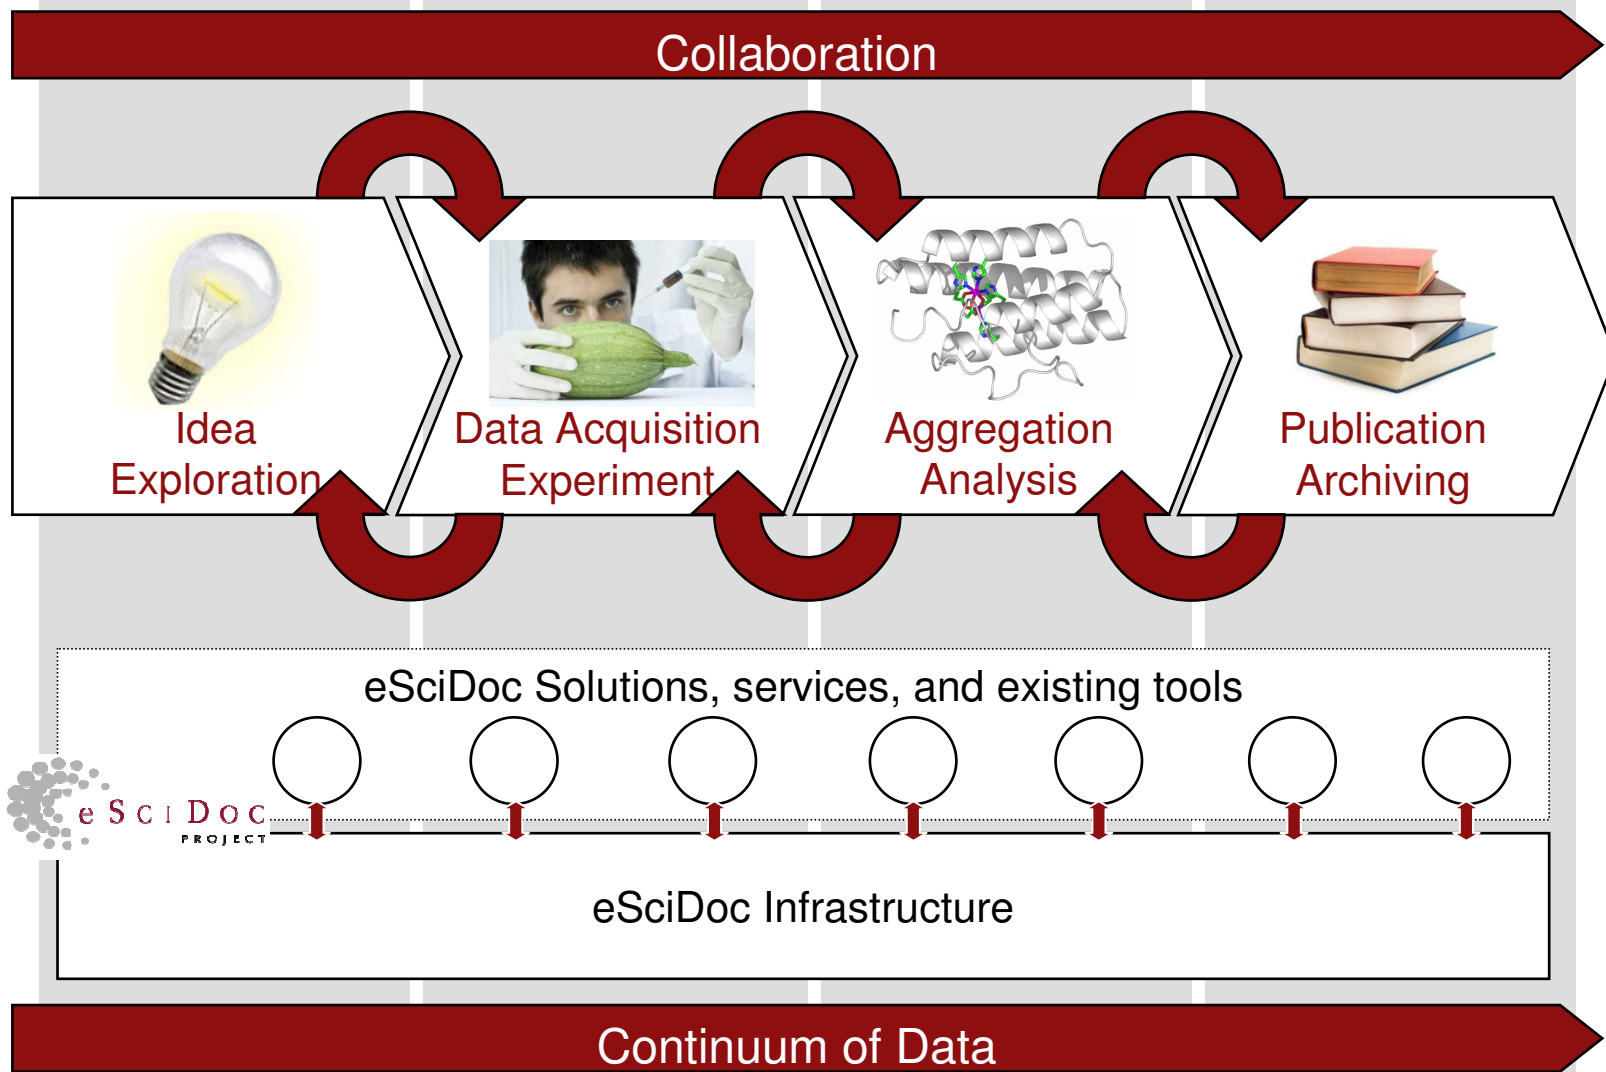 Collaboration
Idea
Exploration
Data Acquisition
Experiment
Aggregation
Analysis
Publication
Archiving
eSciDoc Solutions, services, and existing tools
eSciDoc
PROJECT
eSciDoc Infrastructure
Continuum of Data